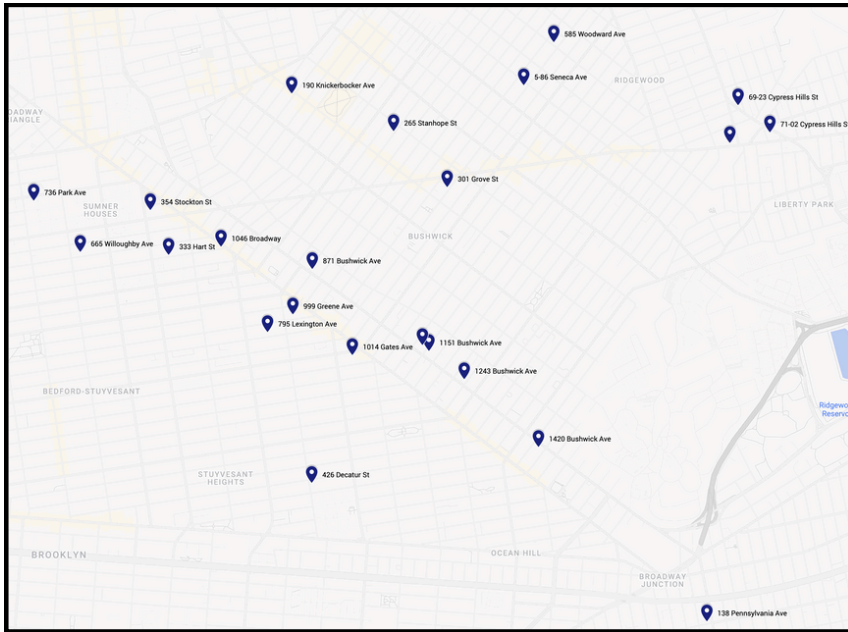 585 Woodward Ave
5-86 Seneca Ave
RIDGEWOOD
190 Knickerbocker Ave
69-23 Cypress Hills St
OADWAY
IANGLE
265 Stanhope St
71-02 Cypress Hills S
301 Grove St
736 Park Ave
354 Stockton St
SUMNER
HOUSES
LIBERTY PARK
BUSHWICK
1046 Broadway
665 Willoughby Ave
333 Hart St
871 Bushwick Ave
999 Greene Ave
795 Lexington Ave
1014 Gates Ave
1151 Bushwick Ave
1243 Bushwick Ave
BEDFORD-STUYVESANT
Ridgewo
Reservo
1420 Bushwick Ave
STUYVESANT
HEIGHTS
426 Decatur St
BROOKLYN
OCEAN HILL
BROADWAY
JUNCTION
138 Pennsylvania Ave